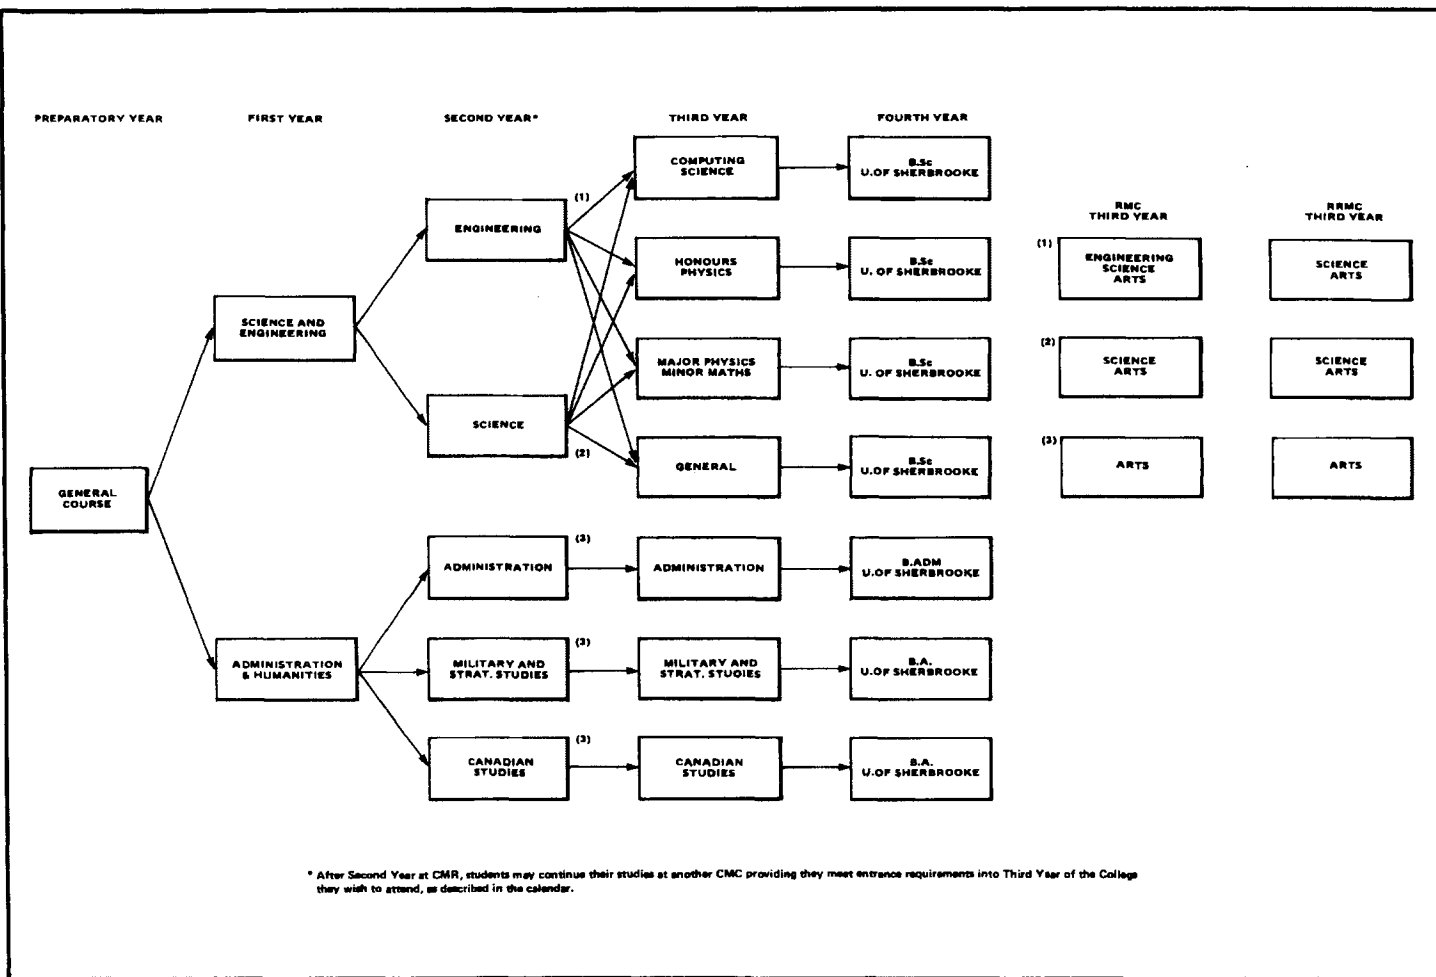 PREPARATORY YEAR
FIRST YEAR
SECOND YEAR*
THIRD YEAR
FOURTH YEAR
RMC
THIRD YEAR
RRMC
THIRD YEAR
GENERAL
COURSE
SCIENCE AND
ENGINEERING
ADMINISTRATION
& HUMANITIES
ENGINEERING
(1)
SCIENCE
(2)
ADMINISTRATION
(3)
MILITARY AND
STRAT. STUDIES
(3)
CANADIAN
STUDIES
(3)
COMPUTING
SCIENCE
HONOURS
PHYSICS
MAJOR PHYSICS
MINOR MATHS
GENERAL
ADMINISTRATION
MILITARY AND
STRAT. STUDIES
CANADIAN
STUDIES
B.Sc
U.OF SHERBROOKE
B.Sc
U. OF SHERBROOKE
B.Sc
U. OF SHERBROOKE
B.Sc
U.OF SHERBROOKE
B.ADM
U.OF SHERBROOKE
B.A.
U.OF SHERBROOKE
B.A.
U.OF SHERBROOKE
(1)
ENGINEERING
SCIENCE
ARTS
SCIENCE
ARTS
(2)
SCIENCE
ARTS
SCIENCE
ARTS
(3)
ARTS
ARTS
* After Second Year at CMR, students may continue their studies at another CMC providing they meet entrance requirements into Third Year of the College
they wish to attend, as described in the calendar.